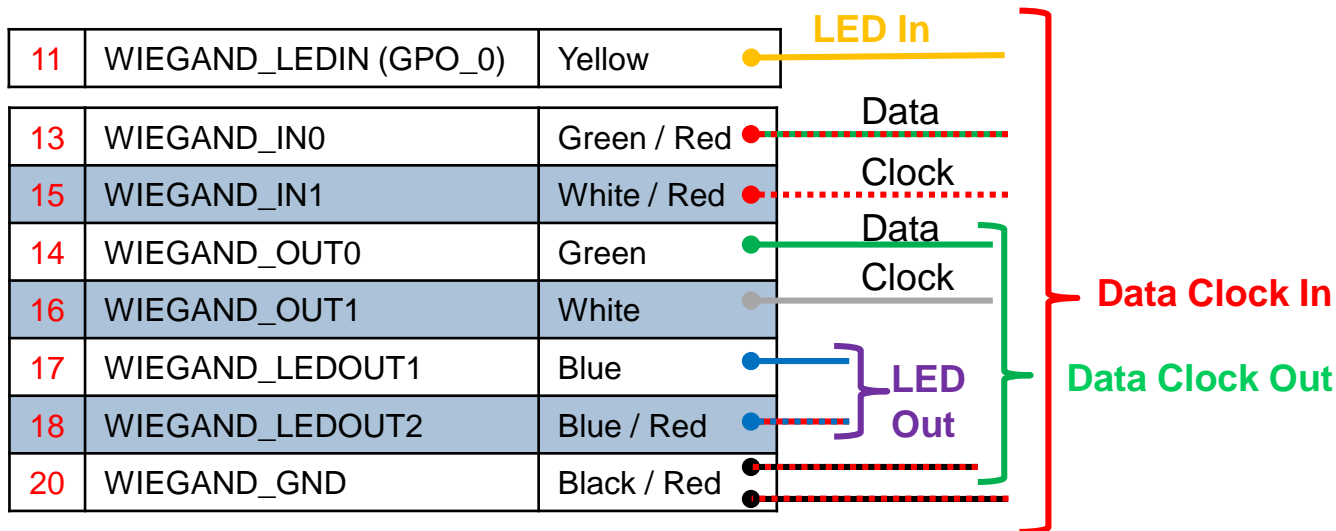 LED In
11 WIEGAND_LEDIN (GPO_0) Yellow
Data
13 WIEGAND_IN0 Green / Red
Clock
15 WIEGAND_IN1 White / Red
Data
14 WIEGAND_OUT0 Green
Clock
16 WIEGAND_OUT1 White
Data Clock In
17 WIEGAND_LEDOUT1 Blue
LED Out
Data Clock Out
18 WIEGAND_LEDOUT2 Blue / Red
20 WIEGAND_GND Black / Red